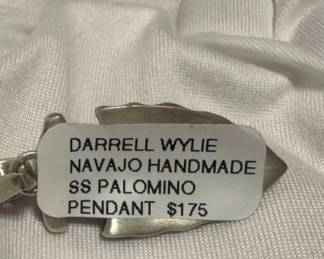 DARRELL WYLIE
NAVAJO HANDMADE
SS PALOMINO
PENDANT $175